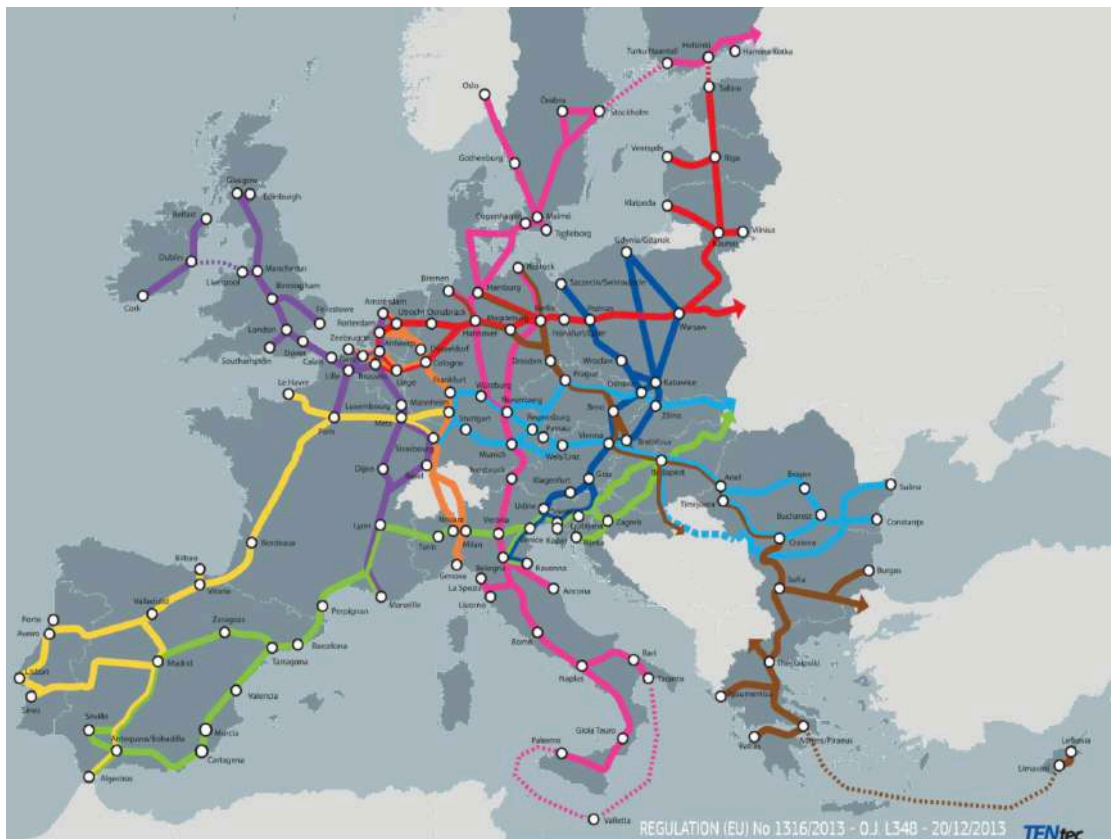 Oslo
Örebro
Stockholm
Turku/Naantali
Helsinki
Hamina/Kotka
Tallinn
Ventspils
Riga
Gothenburg
Klaipeda
Vilnius
Kaunas
Glasgow
Edinburgh
Belfast
Copenhagen
Malmö
Trelleborg
Gdynia/Gdansk
Dublin
Manchester
Liverpool
Birmingham
Cork
Felixstowe
London
Southampton
Dover
Calais
Lille
Bremen
Hamburg
Rostock
Szczecin/Swinoujscie
Amsterdam
Utrecht
Osnabrück
Rotterdam
Hannover
Magdeburg
Berlin
Frankfurt/Oder
Poznan
Warsaw
Zeebrugge
Antwerp
Düsseldorf
Cologne
Liège
Dresden
Wroclaw
Prague
Katowice
Ostrava
Le Havre
Frankfurt
Würzburg
Luxembourg
Mannheim
Nuremberg
Regensburg
Brno
Zilina
Paris
Metz
Stuttgart
Passau
Strasbourg
Munich
Wels/Linz
Vienna
Bratislava
Dijon
Basel
Innsbruck
Klagenfurt
Graz
Budapest
Arad
Brasov
Sulina
Timişoara
Bucharest
Constanţa
Craiova
Lyon
Novara
Verona
Udine
Ljubljana
Zagreb
Turin
Milan
Venice
Koper
Rijeka
Genova
Bologna
Ravenna
La Spezia
Livorno
Ancona
Bordeaux
Bilbao
Vitoria
Marseille
Perpignan
Sofia
Burgas
Porto
Aveiro
Valladolid
Zaragoza
Barcelona
Tarragona
Madrid
Roma
Bari
Naples
Taranto
Thessaloniki
Igoumenitsa
Lisbon
Sines
Valencia
Sevilla
Murcia
Antequera/Bobadilla
Cartagena
Algeciras
Gioia Tauro
Palermo
Valletta
Patras
Athens/Piraeus
Lefkosia
Limassol
REGULATION (EU) No 1316/2013 - O.J. L348 - 20/12/2013
TENtec